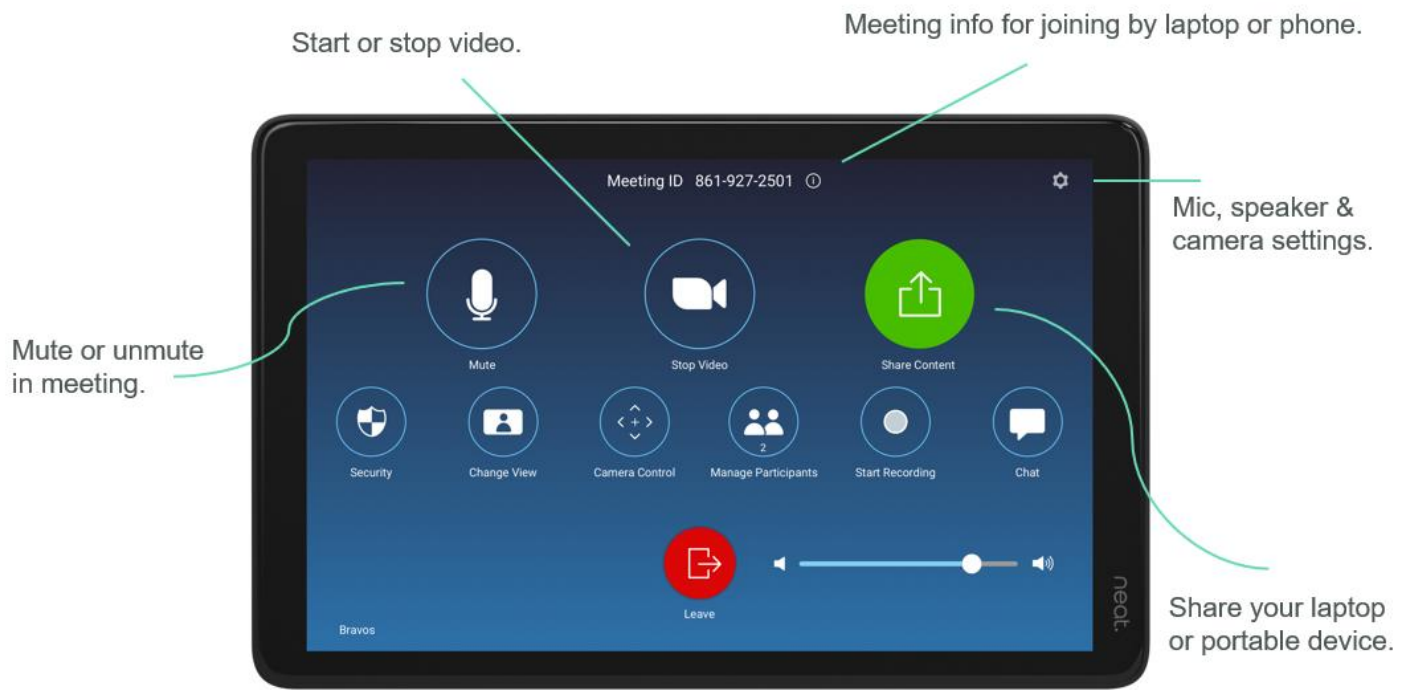 Meeting info for joining by laptop or phone.
Start or stop video.
Meeting ID 861-927-2501
Mic, speaker &
camera settings.
Mute or unmute
in meeting.
Mute
Stop Video
Share Content
Security
Change View
Camera Control
2
Manage Participants
Start Recording
Chat
Leave
Bravos
neat.
Share your laptop
or portable device.